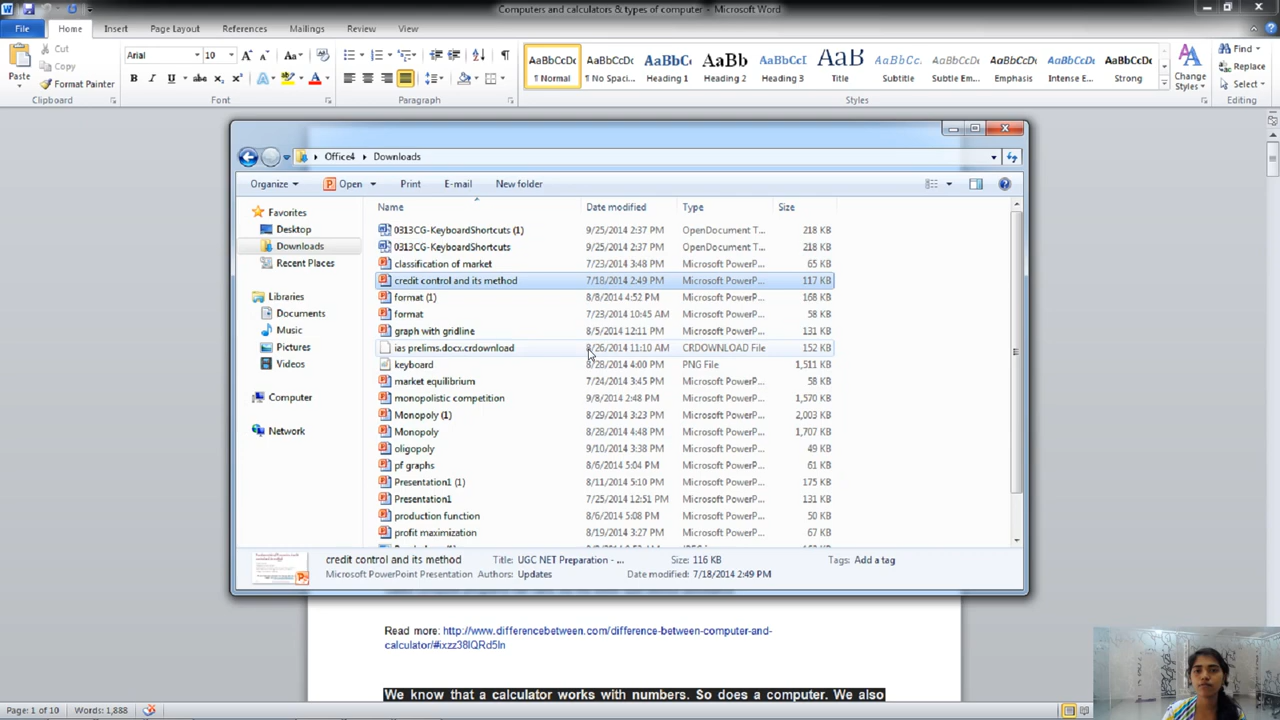 Computers and calculators & types of computer - Microsoft Word
File Home Insert Page Layout References Mailings Review View
Paste
Cut
Copy
Format Painter
Clipboard
Arial 10
Font
Paragraph
AaBbCcDc AaBbCcDc AaBbC AaBbCc AaBbCcI AaB AaBbCc. AaBbCcDc AaBbCcDc AaBbCcDc AaBbCcDc
¶ Normal ¶ No Spaci... Heading 1 Heading 2 Heading 3 Title Subtitle Subtle Em... Emphasis Intense E... Strong
Styles
Change Styles
Find
Replace
Select
Editing
Office4 Downloads
Organize Open Print E-mail New folder
Favorites
Desktop
Downloads
Recent Places
Libraries
Documents
Music
Pictures
Videos
Computer
Network
Name Date modified Type Size
0313CG-KeyboardShortcuts (1) 9/25/2014 2:37 PM OpenDocument T... 218 KB
0313CG-KeyboardShortcuts 9/25/2014 2:37 PM OpenDocument T... 218 KB
classification of market 7/23/2014 3:48 PM Microsoft PowerP... 65 KB
credit control and its method 7/18/2014 2:49 PM Microsoft PowerP... 117 KB
format (1) 8/8/2014 4:52 PM Microsoft PowerP... 168 KB
format 7/23/2014 10:45 AM Microsoft PowerP... 58 KB
graph with gridline 8/5/2014 12:11 PM Microsoft PowerP... 131 KB
ias prelims.docx.crdownload 8/26/2014 11:10 AM CRDOWNLOAD File 152 KB
keyboard 8/28/2014 4:00 PM PNG File 1,511 KB
market equilibrium 7/24/2014 3:45 PM Microsoft PowerP... 58 KB
monopolistic competition 9/8/2014 2:48 PM Microsoft PowerP... 1,570 KB
Monopoly (1) 8/29/2014 3:23 PM Microsoft PowerP... 2,003 KB
Monopoly 8/28/2014 4:48 PM Microsoft PowerP... 1,707 KB
oligopoly 9/10/2014 3:38 PM Microsoft PowerP... 49 KB
pf graphs 8/6/2014 5:04 PM Microsoft PowerP... 61 KB
Presentation1 (1) 8/11/2014 5:10 PM Microsoft PowerP... 175 KB
Presentation1 7/25/2014 12:51 PM Microsoft PowerP... 131 KB
production function 8/6/2014 5:08 PM Microsoft PowerP... 50 KB
profit maximization 8/19/2014 3:27 PM Microsoft PowerP... 67 KB
credit control and its method Title: UGC NET Preparation - ... Size: 116 KB Tags: Add a tag
Microsoft PowerPoint Presentation Authors: Updates Date modified: 7/18/2014 2:49 PM
Read more: http://www.differencebetween.com/difference-between-computer-and-
calculator/#ixzz38IQRd5ln
We know that a calculator works with numbers. So does a computer. We also
Page: 1 of 10 Words: 1,888